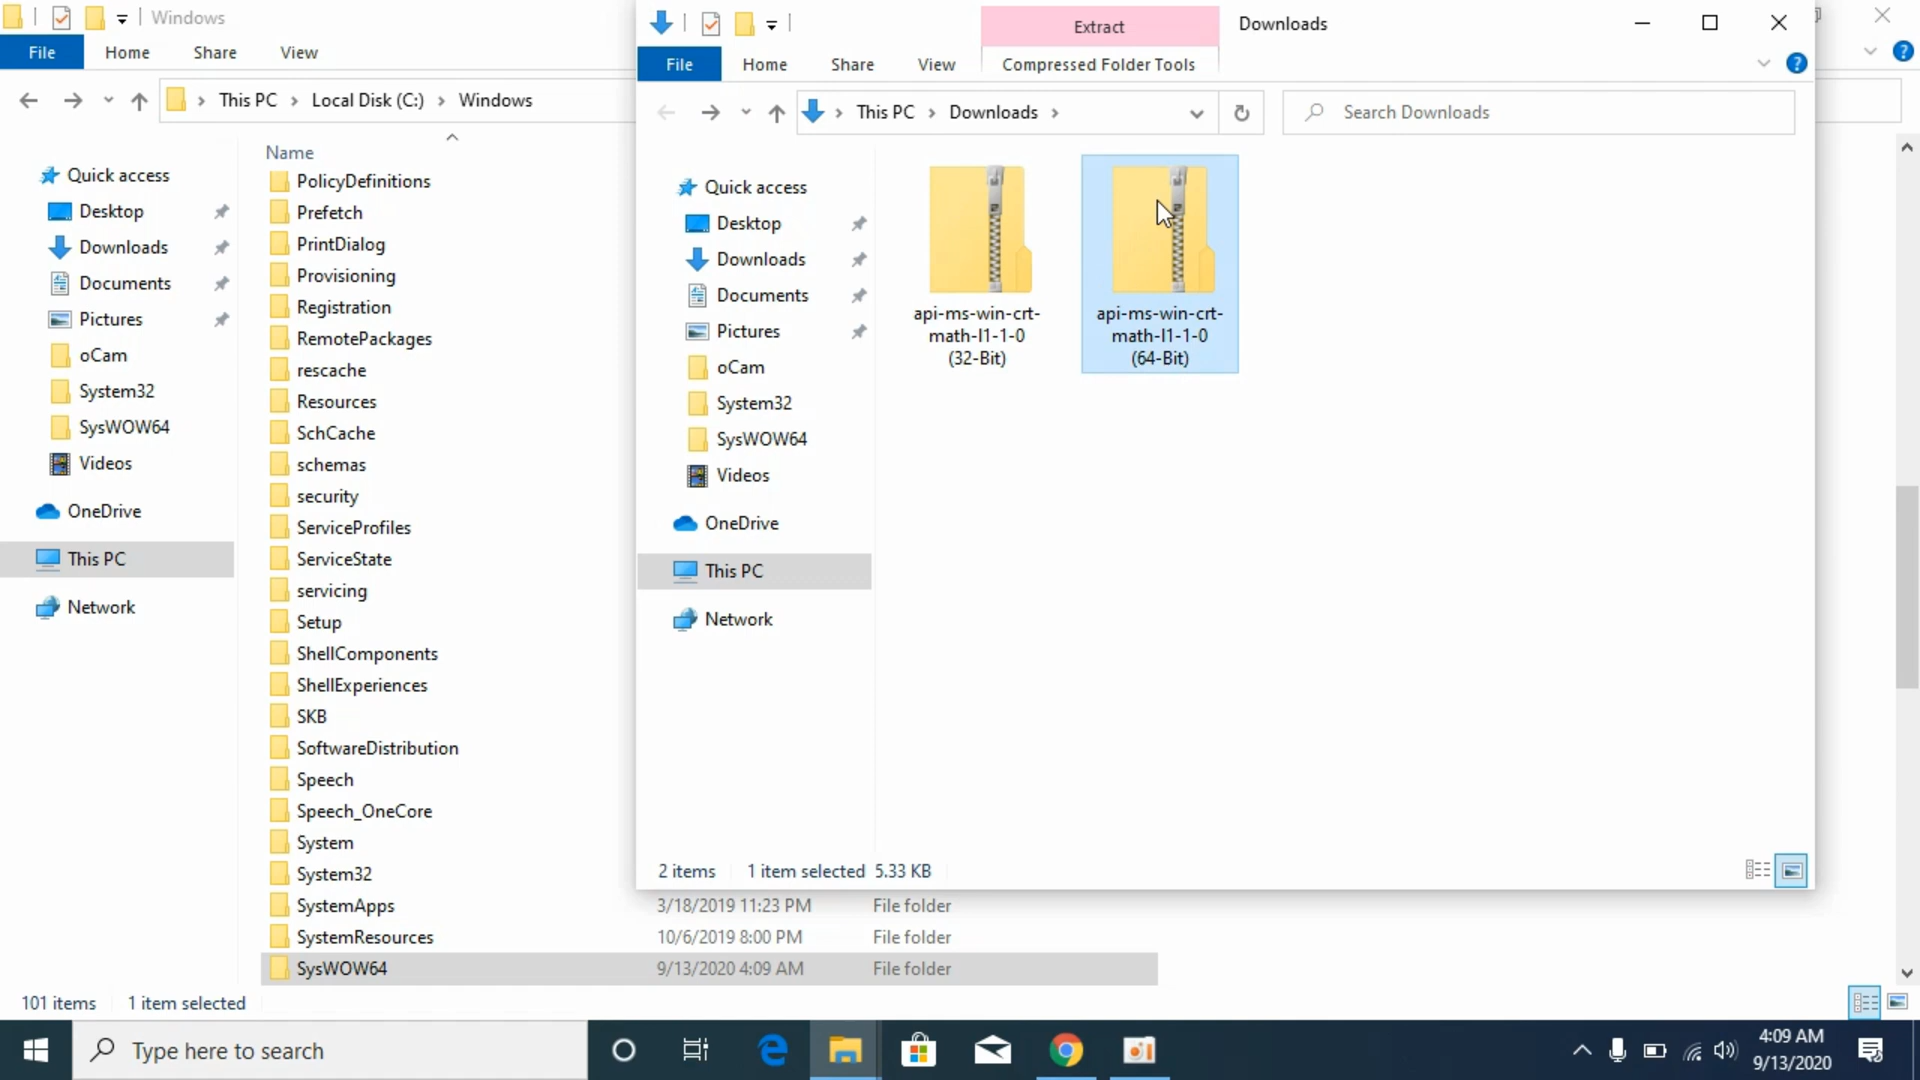 Windows
File
Home
Share
View
This PC
Local Disk (C:)
Windows
Name
Quick access
Desktop
Downloads
Documents
Pictures
oCam
System32
SysWOW64
Videos
OneDrive
This PC
Network
PolicyDefinitions
Prefetch
PrintDialog
Provisioning
Registration
RemotePackages
rescache
Resources
SchCache
schemas
security
ServiceProfiles
ServiceState
servicing
Setup
ShellComponents
ShellExperiences
SKB
SoftwareDistribution
Speech
Speech_OneCore
System
System32
SystemApps 3/18/2019 11:23 PM File folder
SystemResources 10/6/2019 8:00 PM File folder
SysWOW64 9/13/2020 4:09 AM File folder
101 items 1 item selected
Extract
Downloads
File
Home
Share
View
Compressed Folder Tools
This PC
Downloads
Search Downloads
Quick access
Desktop
Downloads
Documents
Pictures
oCam
System32
SysWOW64
Videos
OneDrive
This PC
Network
api-ms-win-crt-
math-l1-1-0
(32-Bit)
api-ms-win-crt-
math-l1-1-0
(64-Bit)
2 items 1 item selected 5.33 KB
Type here to search
4:09 AM
9/13/2020